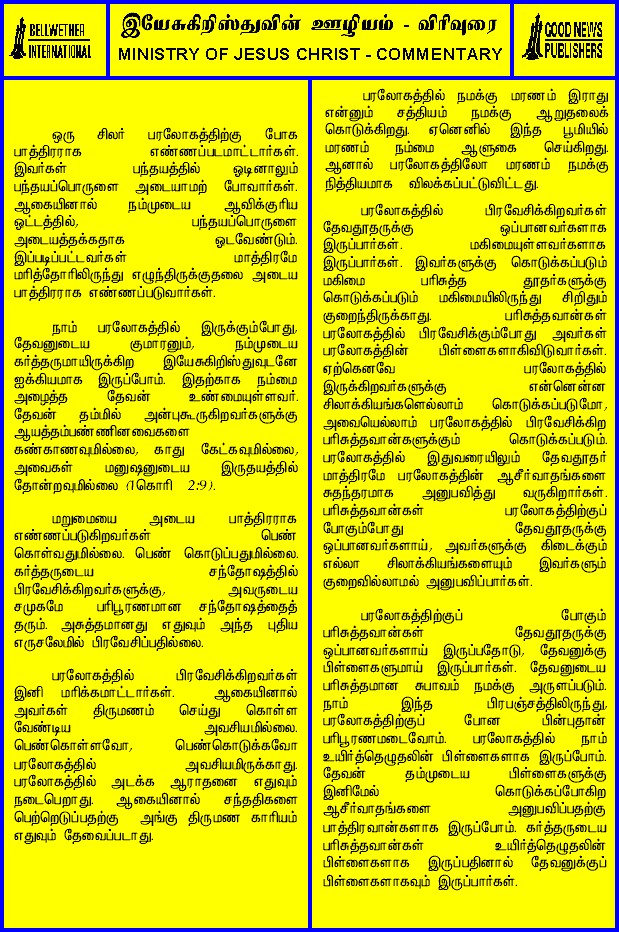 BELLWETHER
INTERNATIONAL
இயேசுகிறிஸ்துவின் ஊழியம் - விரிவுரை
MINISTRY OF JESUS CHRIST - COMMENTARY
GOOD NEWS
PUBLISHERS
ஒரு சிலர் பரலோகத்திற்கு போக
பாத்திரராக எண்ணப்படமாட்டார்கள்.
இவர்கள் பந்தயத்தில் ஓடினாலும்
பந்தயப்பொருளை அடையாமற் போவார்கள்.
ஆகையினால் நம்முடைய ஆவிக்குரிய
ஓட்டத்தில், பந்தயப்பொருளை
அடையத்தக்கதாக ஓடவேண்டும்.
இப்படிப்பட்டவர்கள் மாத்திரமே
மரித்தோரிலிருந்து எழுந்திருக்குதலை அடைய
பாத்திரராக எண்ணப்படுவார்கள்.
நாம் பரலோகத்தில் இருக்கும்போது,
தேவனுடைய குமாரனும், நம்முடைய
கர்த்தருமாயிருக்கிற இயேசுகிறிஸ்துவுடனே
ஐக்கியமாக இருப்போம். இதற்காக நம்மை
அழைத்த தேவன் உண்மையுள்ளவர்.
தேவன் தம்மில் அன்புகூருகிறவர்களுக்கு
ஆயத்தம்பண்ணினவைகளை
கண்காணவுமில்லை, காது கேட்கவுமில்லை,
அவைகள் மனுஷனுடைய இருதயத்தில்
தோன்றவுமில்லை (1கொரி 2:9).
மறுமையை அடைய பாத்திரராக
எண்ணப்படுகிறவர்கள் பெண்
கொள்வதுமில்லை. பெண் கொடுப்பதுமில்லை.
கர்த்தருடைய சந்தோஷத்தில்
பிரவேசிக்கிறவர்களுக்கு, அவருடைய
சமுகமே பரிபூரணமான சந்தோஷத்தைத்
தரும். அசுத்தமானது எதுவும் அந்த புதிய
எருசலேமில் பிரவேசிப்பதில்லை.
பரலோகத்தில் பிரவேசிக்கிறவர்கள்
இனி மரிக்கமாட்டார்கள். ஆகையினால்
அவர்கள் திருமணம் செய்து கொள்ள
வேண்டிய அவசியமில்லை.
பெண்கொள்ளவோ, பெண்கொடுக்கவோ
பரலோகத்தில் அவசியமிருக்காது.
பரலோகத்தில் அடக்க ஆராதனை எதுவும்
நடைபெறாது. ஆகையினால் சந்ததிகளை
பெற்றெடுப்பதற்கு அங்கு திருமண காரியம்
எதுவும் தேவைப்படாது.
பரலோகத்தில் நமக்கு மரணம் இராது
என்னும் சத்தியம் நமக்கு ஆறுதலைக்
கொடுக்கிறது. ஏனெனில் இந்த பூமியில்
மரணம் நம்மை ஆளுகை செய்கிறது.
ஆனால் பரலோகத்திலோ மரணம் நமக்கு
நித்தியமாக விலக்கப்பட்டுவிட்டது.
பரலோகத்தில் பிரவேசிக்கிறவர்கள்
தேவதூதருக்கு ஒப்பானவர்களாக
இருப்பார்கள். மகிமையுள்ளவர்களாக
இருப்பார்கள். இவர்களுக்கு கொடுக்கப்படும்
மகிமை பரிசுத்த தூதர்களுக்கு
கொடுக்கப்படும் மகிமையிலிருந்து சிறிதும்
குறைந்திருக்காது. பரிசுத்தவான்கள்
பரலோகத்தில் பிரவேசிக்கும்போது அவர்கள்
பரலோகத்தின் பிள்ளைகளாகிவிடுவார்கள்.
ஏற்கெனவே பரலோகத்தில்
இருக்கிறவர்களுக்கு என்னென்ன
சிலாக்கியங்களெல்லாம் கொடுக்கப்படுமோ,
அவையெல்லாம் பரலோகத்தில் பிரவேசிக்கிற
பரிசுத்தவான்களுக்கும் கொடுக்கப்படும்.
பரலோகத்தில் இதுவரையிலும் தேவதூதர்
மாத்திரமே பரலோகத்தின் ஆசீர்வாதங்களை
சுதந்தரமாக அனுபவித்து வருகிறார்கள்.
பரிசுத்தவான்கள் பரலோகத்திற்குப்
போகும்போது தேவதூதருக்கு
ஒப்பானவர்களாய், அவர்களுக்கு கிடைக்கும்
எல்லா சிலாக்கியங்களையும் இவர்களும்
குறைவில்லாமல் அனுபவிப்பார்கள்.
பரலோகத்திற்குப் போகும்
பரிசுத்தவான்கள் தேவதூதருக்கு
ஒப்பானவர்களாய் இருப்பதோடு, தேவனுக்கு
பிள்ளைகளுமாய் இருப்பார்கள். தேவனுடைய
பரிசுத்தமான சுபாவம் நமக்கு அருளப்படும்.
நாம் இந்த பிரபஞ்சத்திலிருந்து,
பரலோகத்திற்குப் போன பின்புதான்
பரிபூரணமடைவோம். பரலோகத்தில் நாம்
உயிர்த்தெழுதலின் பிள்ளைகளாக இருப்போம்.
தேவன் தம்முடைய பிள்ளைகளுக்கு
இனிமேல் கொடுக்கப்போகிற
ஆசீர்வாதங்களை அனுபவிப்பதற்கு
பாத்திரவான்களாக இருப்போம். கர்த்தருடைய
பரிசுத்தவான்கள் உயிர்த்தெழுதலின்
பிள்ளைகளாக இருப்பதினால் தேவனுக்குப்
பிள்ளைகளாகவும் இருப்பார்கள்.